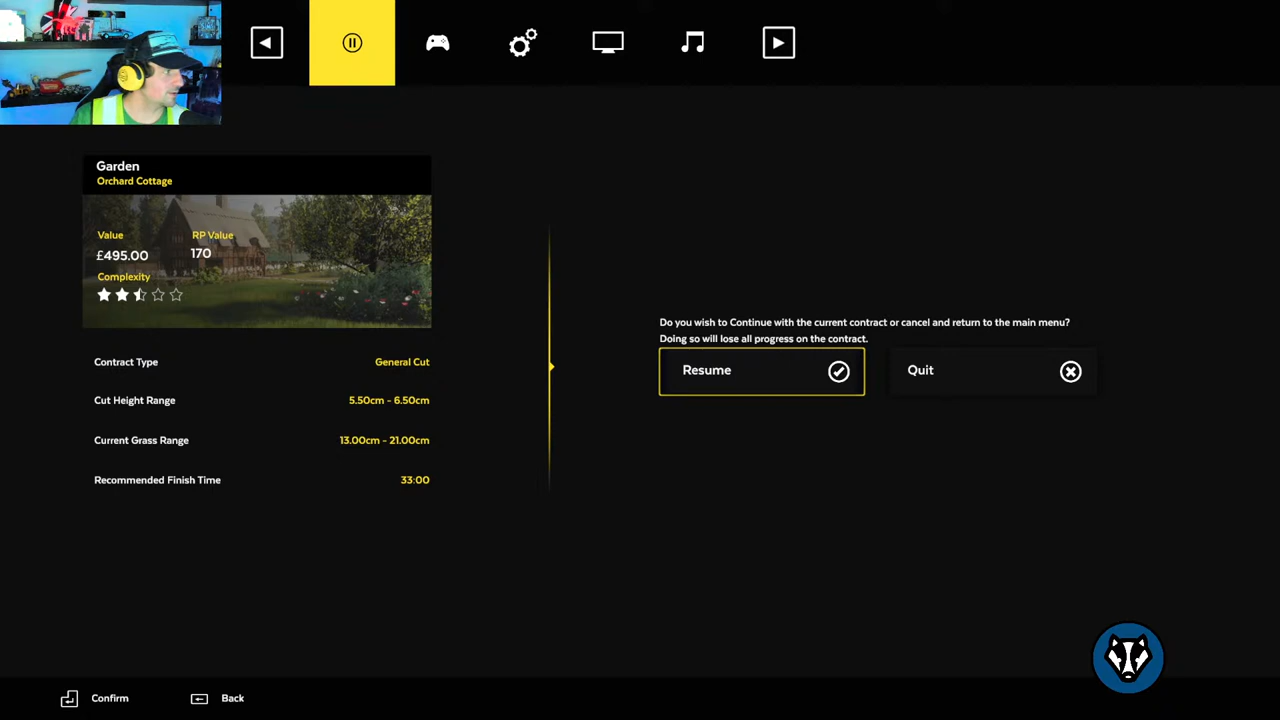 Garden
Orchard Cottage
Value
RP Value
£495.00
170
Complexity
Contract Type
General Cut
Cut Height Range
5.50cm - 6.50cm
Current Grass Range
13.00cm - 21.00cm
Recommended Finish Time
33:00
Do you wish to Continue with the current contract or cancel and return to the main menu?
Doing so will lose all progress on the contract.
Resume
Quit
Confirm
Back